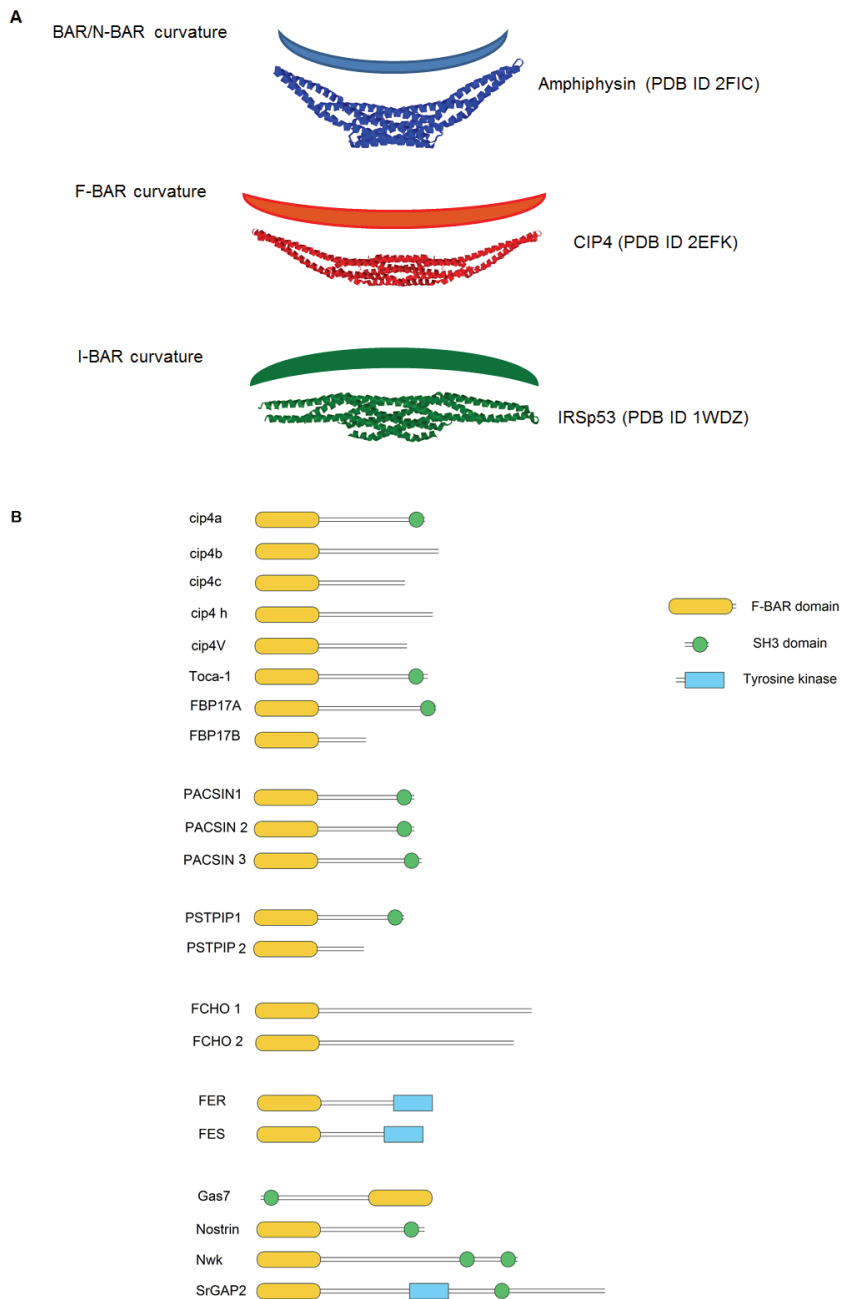 A
BAR/N-BAR curvature
Amphiphysin (PDB ID 2FIC)
F-BAR curvature
CIP4 (PDB ID 2EFK)
I-BAR curvature
IRSp53 (PDB ID 1WDZ)
B
cip4a
cip4b
cip4c
cip4 h
cip4V
Toca-1
FBP17A
FBP17B
PACSIN1
PACSIN 2
PACSIN 3
PSTPIP1
PSTPIP 2
FCHO 1
FCHO 2
FER
FES
Gas7
Nostrin
Nwk
SrGAP2
F-BAR domain
SH3 domain
Tyrosine kinase